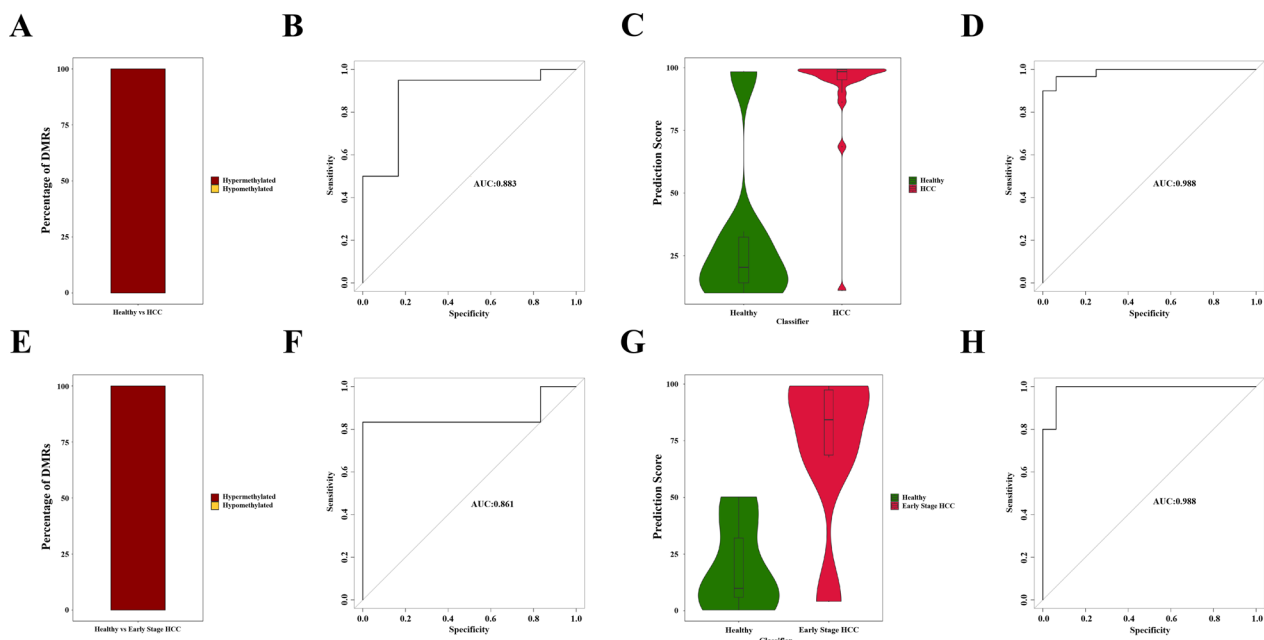 A
B
C
D
Percentage of DMRs
100
75
50
25
0
Healthy vs HCC
Hypermethylated
Hypomethylated
Sensitivity
1.0
0.8
0.6
0.4
0.2
0.0
AUC:0.883
0.0 0.2 0.4 0.6 0.8 1.0
Specificity
Prediction Score
100
75
50
25
Healthy HCC
Classifier
Healthy
HCC
Sensitivity
1.0
0.8
0.6
0.4
0.2
0.0
AUC:0.988
0.0 0.2 0.4 0.6 0.8 1.0
Specificity
E
F
G
H
Percentage of DMRs
100
75
50
25
0
Healthy vs Early Stage HCC
Hypermethylated
Hypomethylated
Sensitivity
1.0
0.8
0.6
0.4
0.2
0.0
AUC:0.861
0.0 0.2 0.4 0.6 0.8 1.0
Specificity
Prediction Score
100
75
50
25
0
Healthy Early Stage HCC
Classifier
Healthy
Early Stage HCC
Sensitivity
1.0
0.8
0.6
0.4
0.2
0.0
AUC:0.988
0.0 0.2 0.4 0.6 0.8 1.0
Specificity